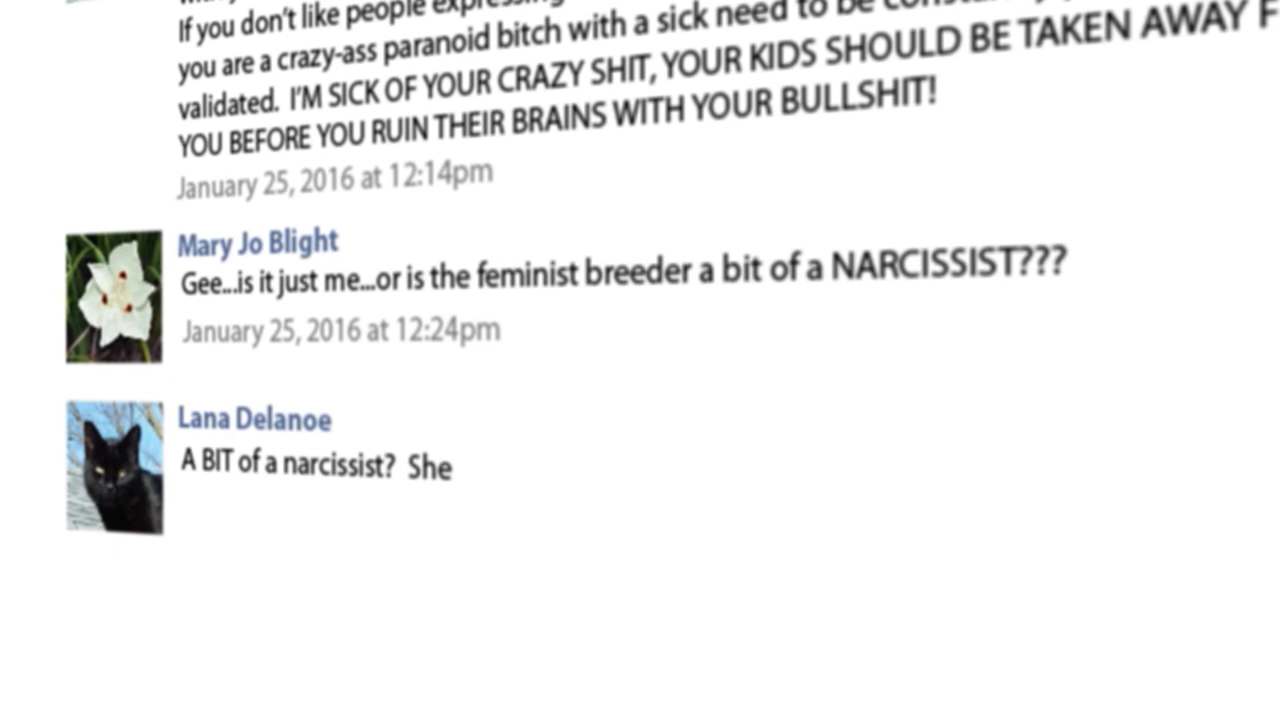 If you don't like people expressing
you are a crazy-ass paranoid bitch with a sick need to be
validated. I'M SICK OF YOUR CRAZY SHIT, YOUR KIDS SHOULD BE TAKEN AWAY F
YOU BEFORE YOU RUIN THEIR BRAINS WITH YOUR BULLSHIT!
January 25, 2016 at 12:14pm
Mary Jo Blight
Gee...is it just me...or is the feminist breeder a bit of a NARCISSIST???
January 25, 2016 at 12:24pm
Lana Delanoe
A BIT of a narcissist? She